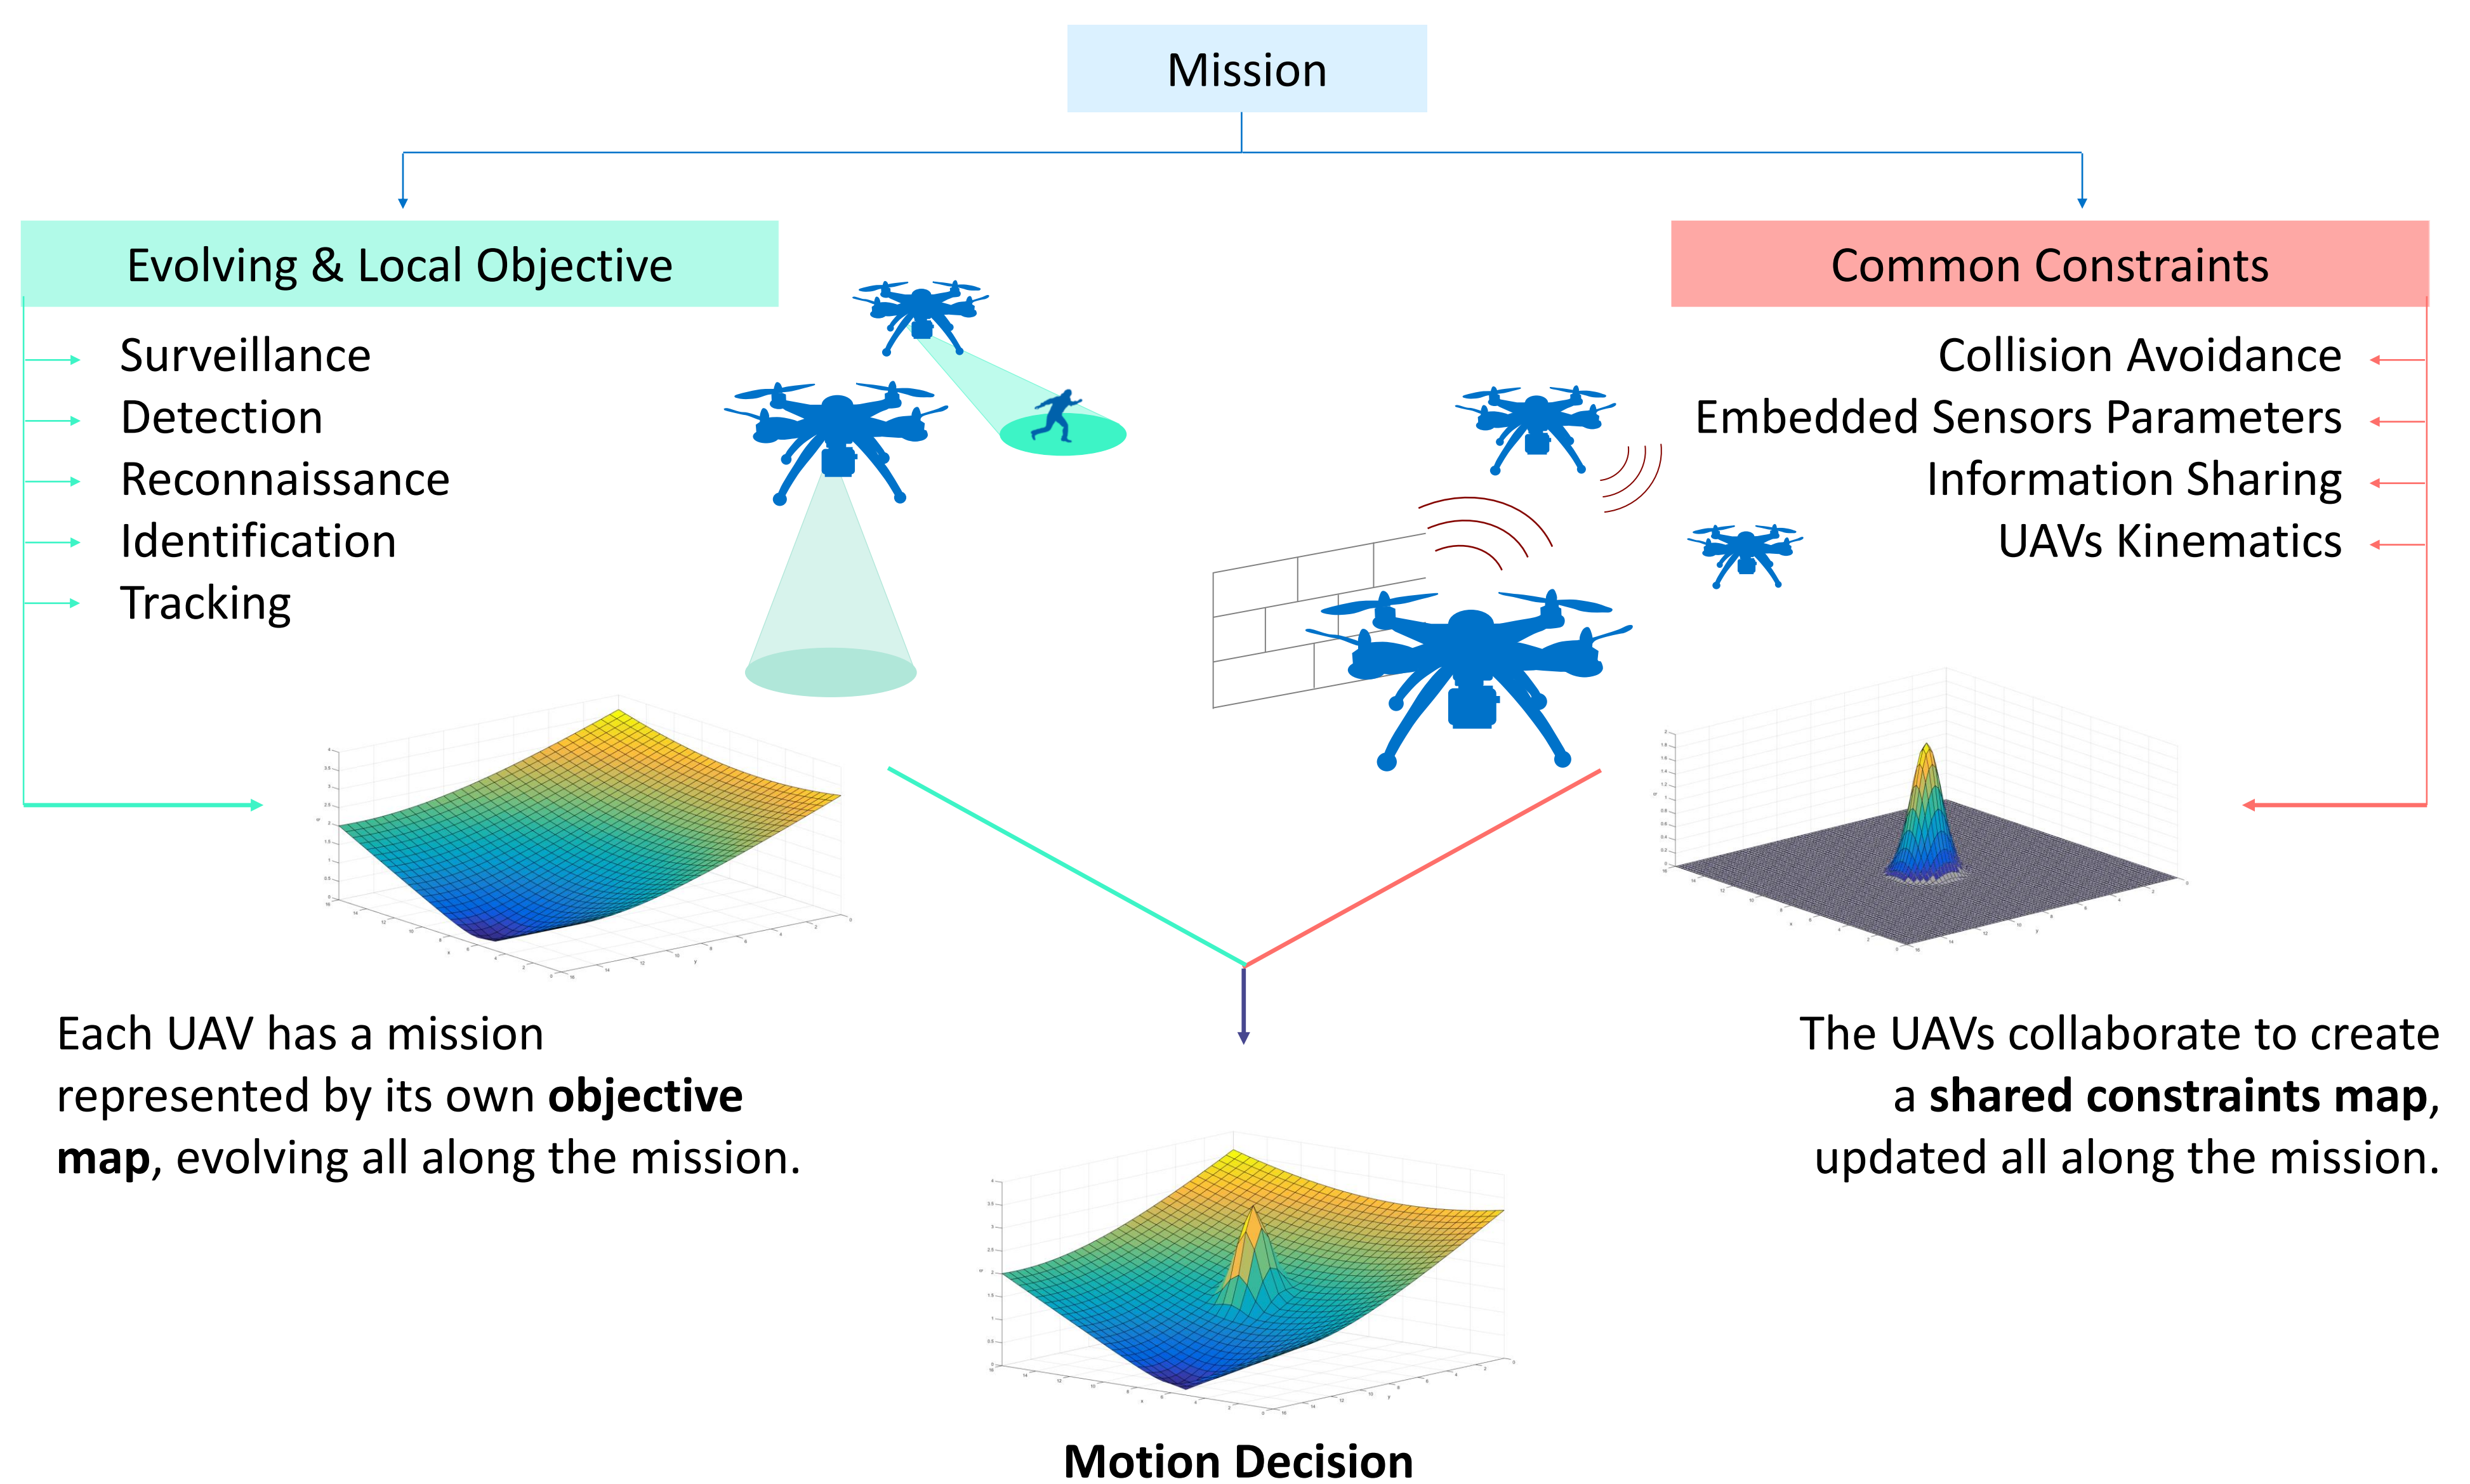 Mission
Evolving & Local Objective
Surveillance
Detection
Reconnaissance
Identification
Tracking
Common Constraints
Collision Avoidance
Embedded Sensors Parameters
Information Sharing
UAVs Kinematics
Each UAV has a mission
represented by its own objective
map, evolving all along the mission.
The UAVs collaborate to create
a shared constraints map,
updated all along the mission.
Motion Decision